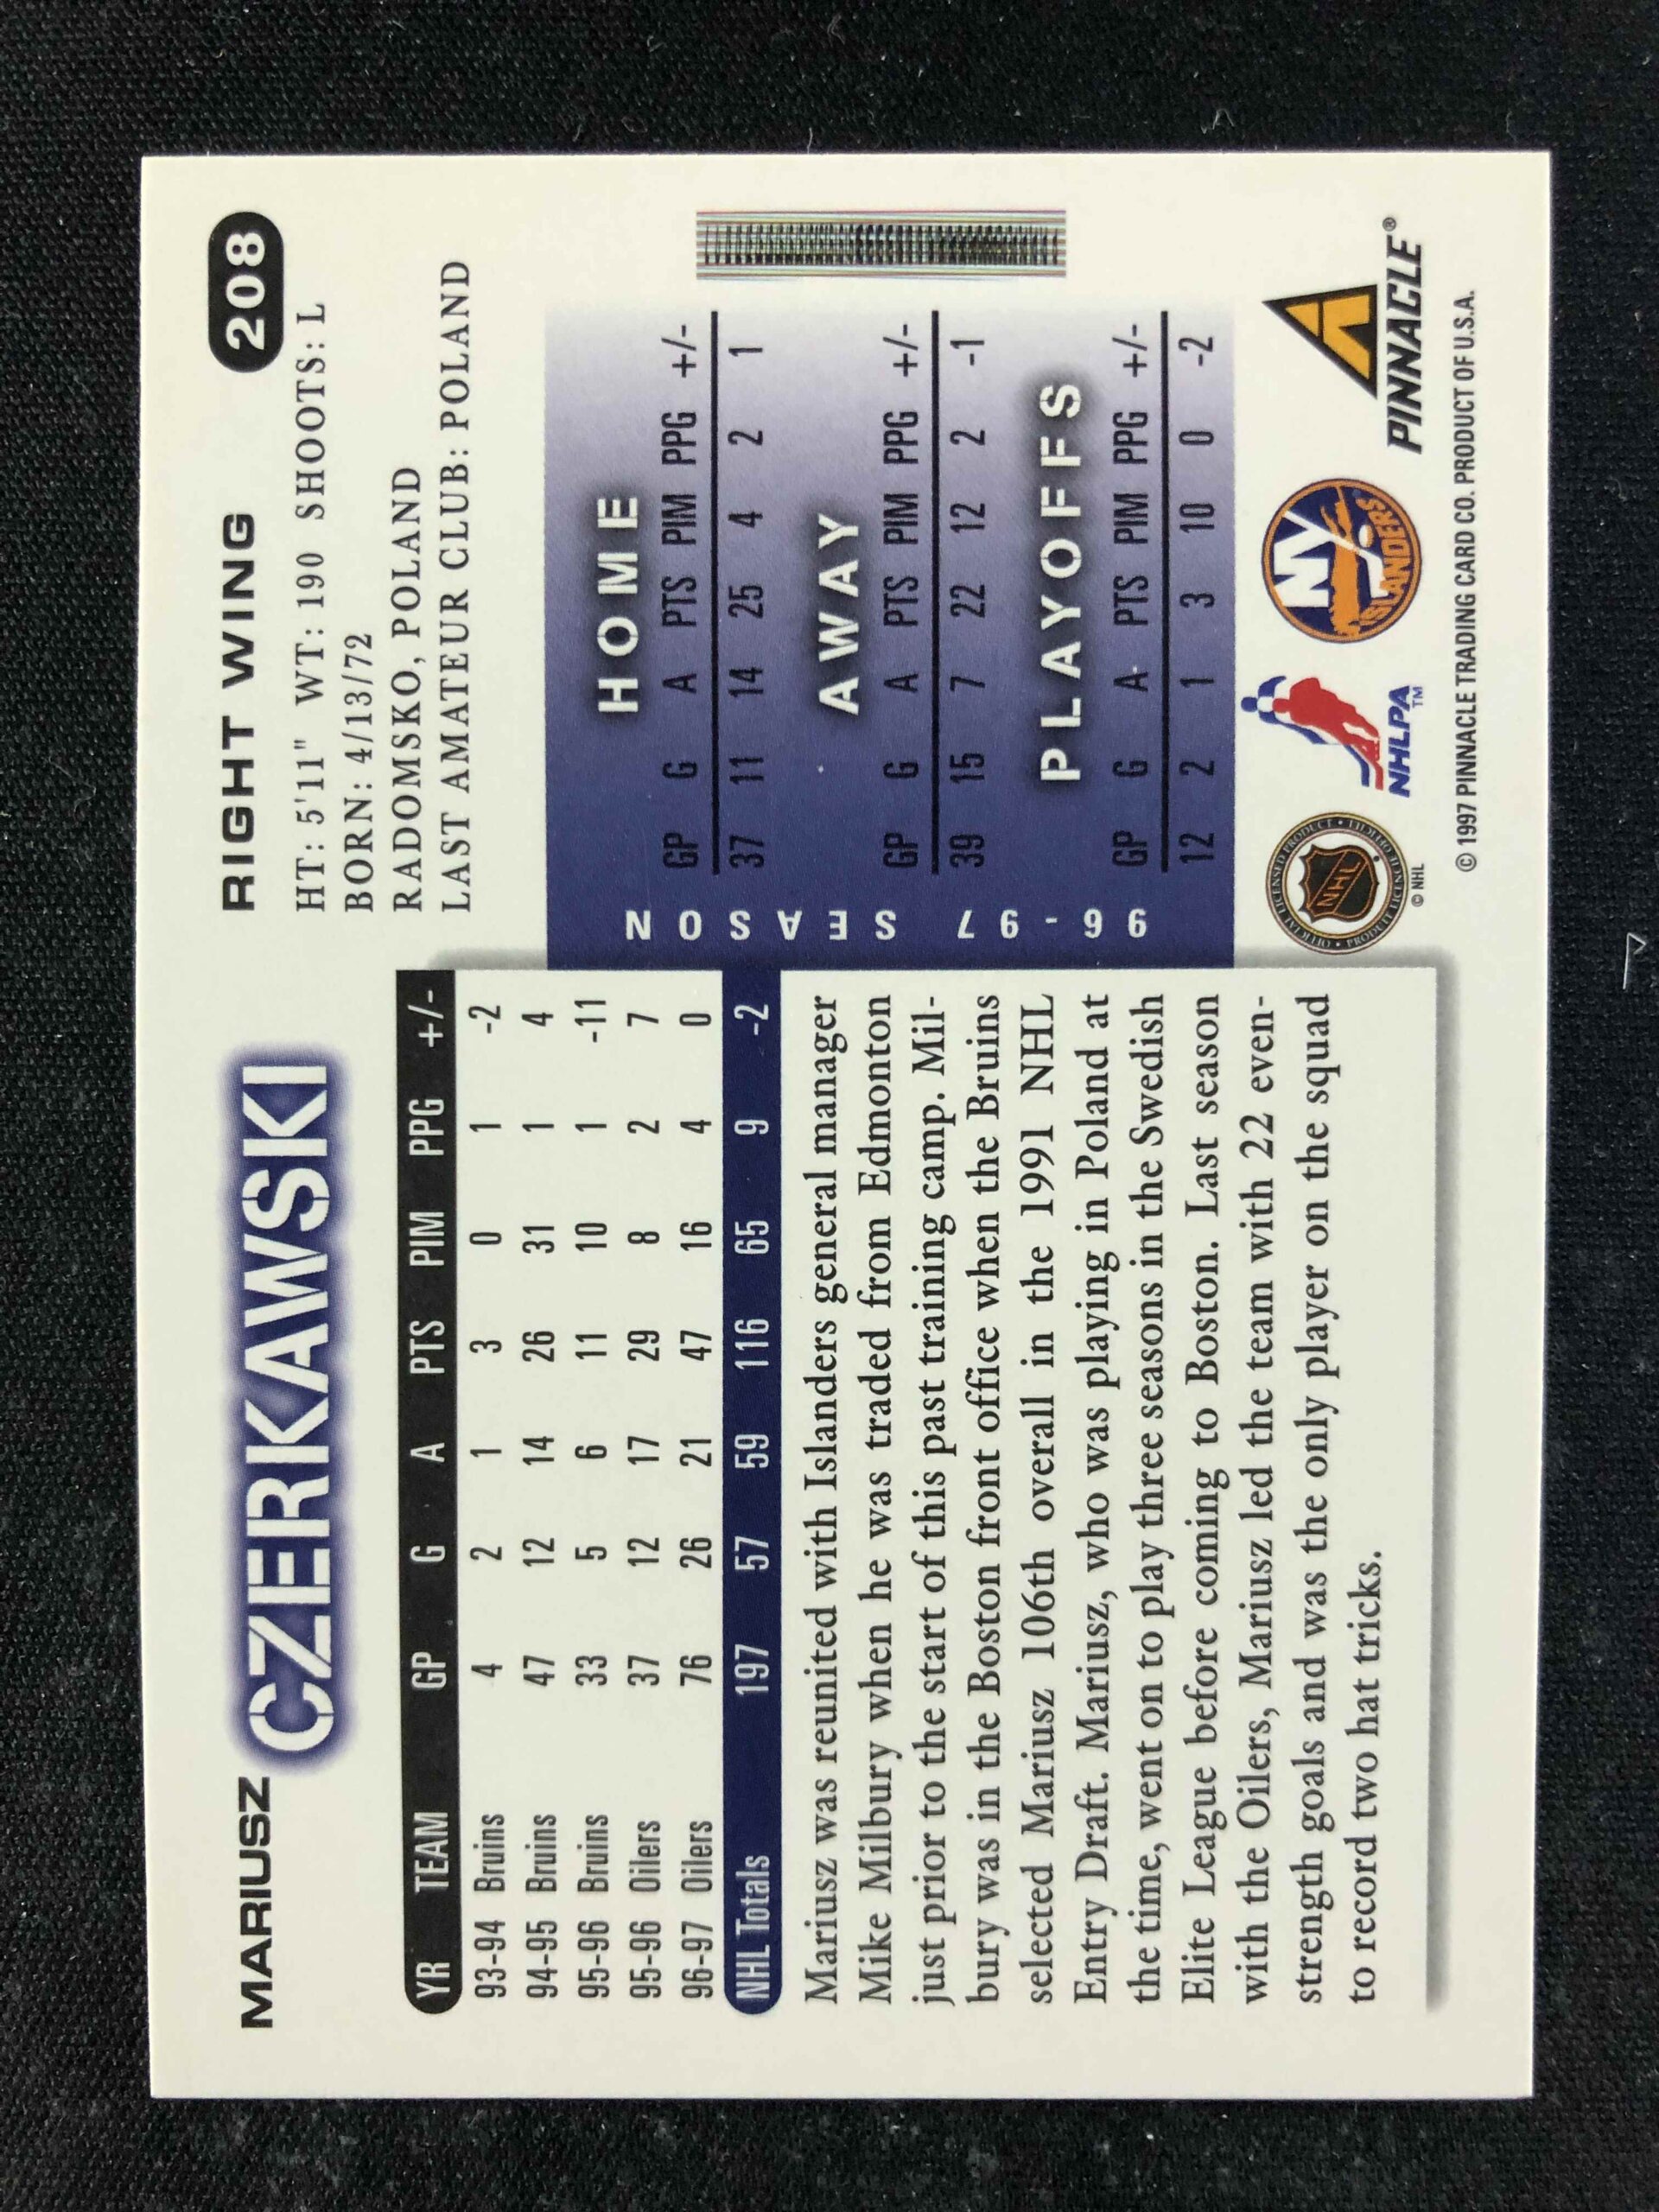 MARIUSZ CZERKAWSKI
RIGHT WING 208
HT: 5'11" WT: 190 SHOOTS: L
BORN: 4/13/72
RADOMSKO, POLAND
LAST AMATEUR CLUB: POLAND
YR TEAM GP G A PTS PIM PPG +/-
93-94 Bruins 4 2 1 3 0 1 -2
94-95 Bruins 47 12 14 26 31 1 4
95-96 Bruins 33 5 6 11 10 1 -11
95-96 Oilers 37 12 17 29 8 2 7
96-97 Oilers 76 26 21 47 16 4 0
NHL Totals 197 57 59 116 65 9 -2
Mariusz was reunited with Islanders general manager
Mike Milbury when he was traded from Edmonton
just prior to the start of this past training camp. Mil-
bury was in the Boston front office when the Bruins
selected Mariusz 106th overall in the 1991 NHL
Entry Draft. Mariusz, who was playing in Poland at
the time, went on to play three seasons in the Swedish
Elite League before coming to Boston. Last season
with the Oilers, Mariusz led the team with 22 even-
strength goals and was the only player on the squad
to record two hat tricks.
96-97 SEASON
HOME
GP G A PTS PIM PPG +/-
37 11 14 25 4 2 1
AWAY
GP G A PTS PIM PPG +/-
39 15 7 22 12 2 -1
PLAYOFFS
GP G A PTS PIM PPG +/-
12 2 1 3 10 0 -2
OFFICIAL LICENSED PRODUCT
NHL
© NHL
NHLPA™
NY ISLANDERS
PINNACLE®
© 1997 PINNACLE TRADING CARD CO. PRODUCT OF U.S.A.